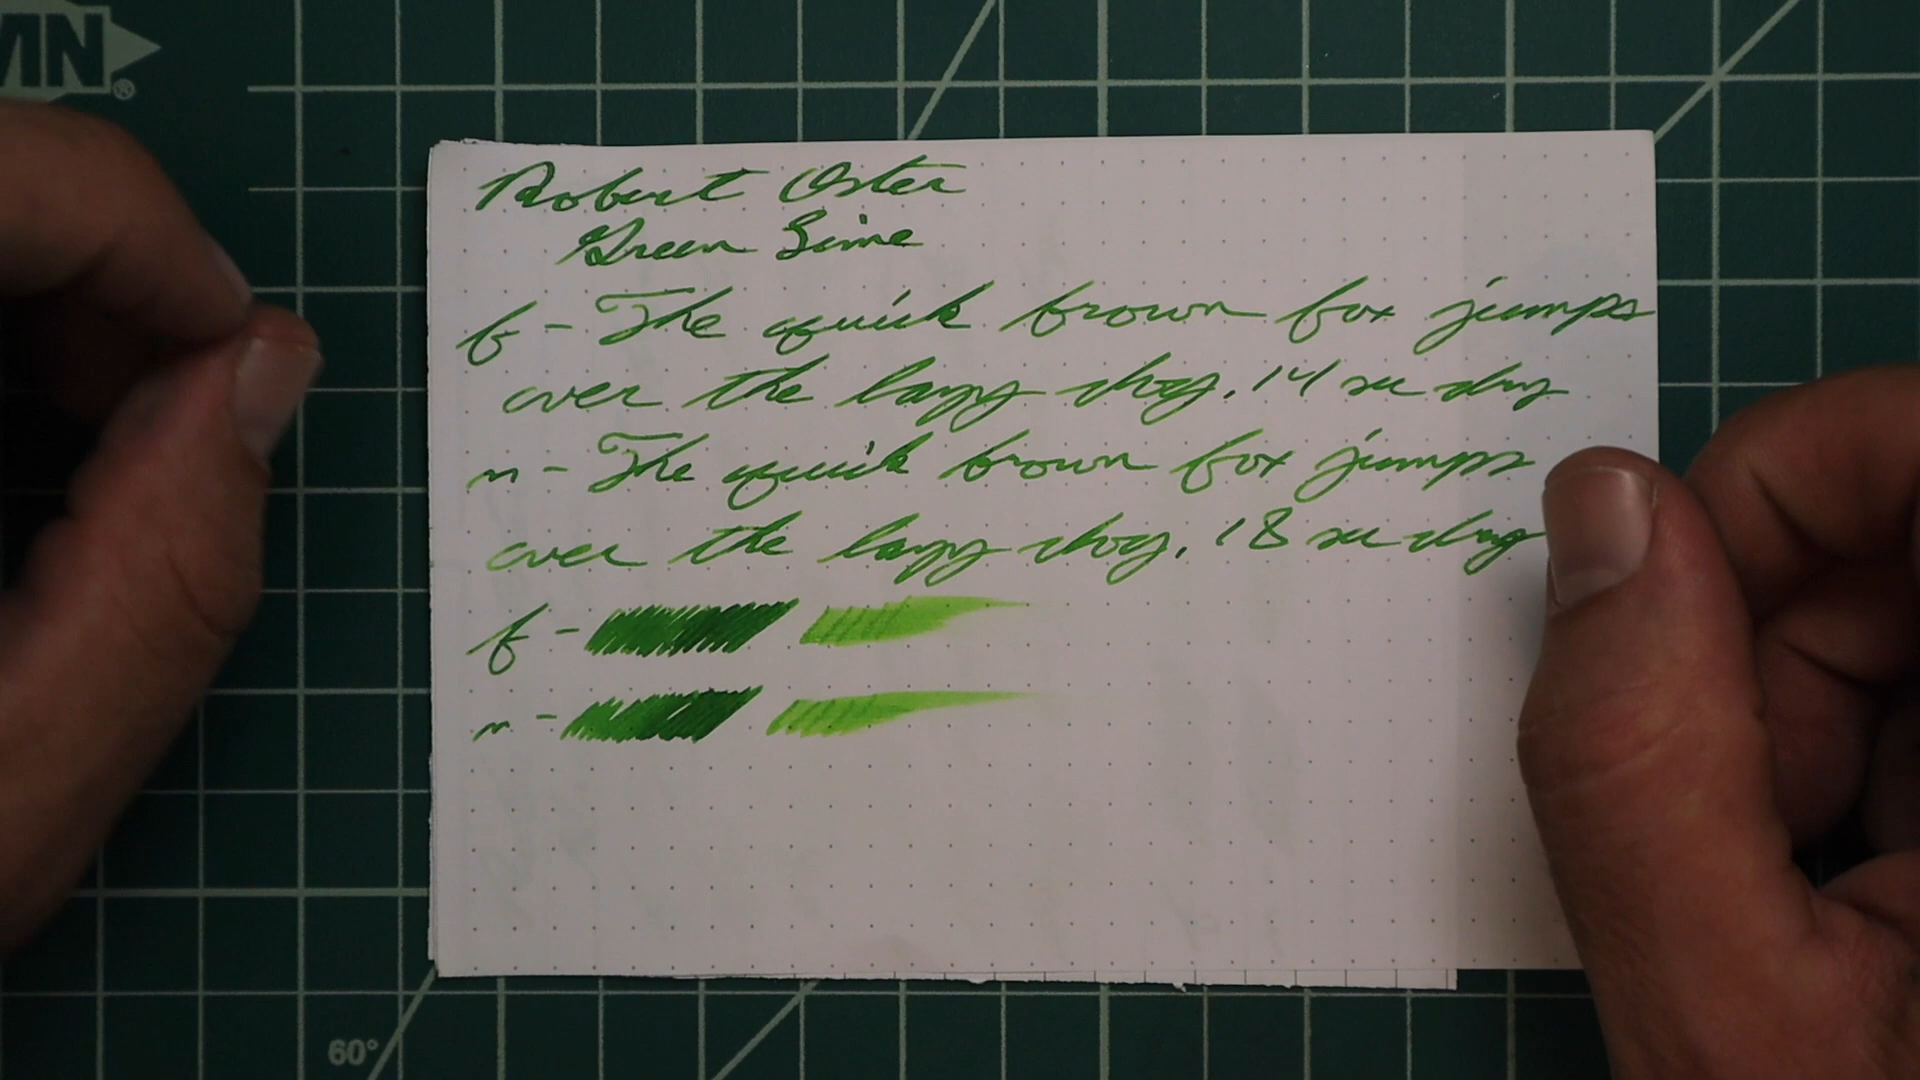 Robert Oster
Green Lime
f - The quick brown fox jumps
over the lazy dog. 14 sec dry
m - The quick brown fox jumps
over the lazy dog. 18 sec dry
f -
m -
60°